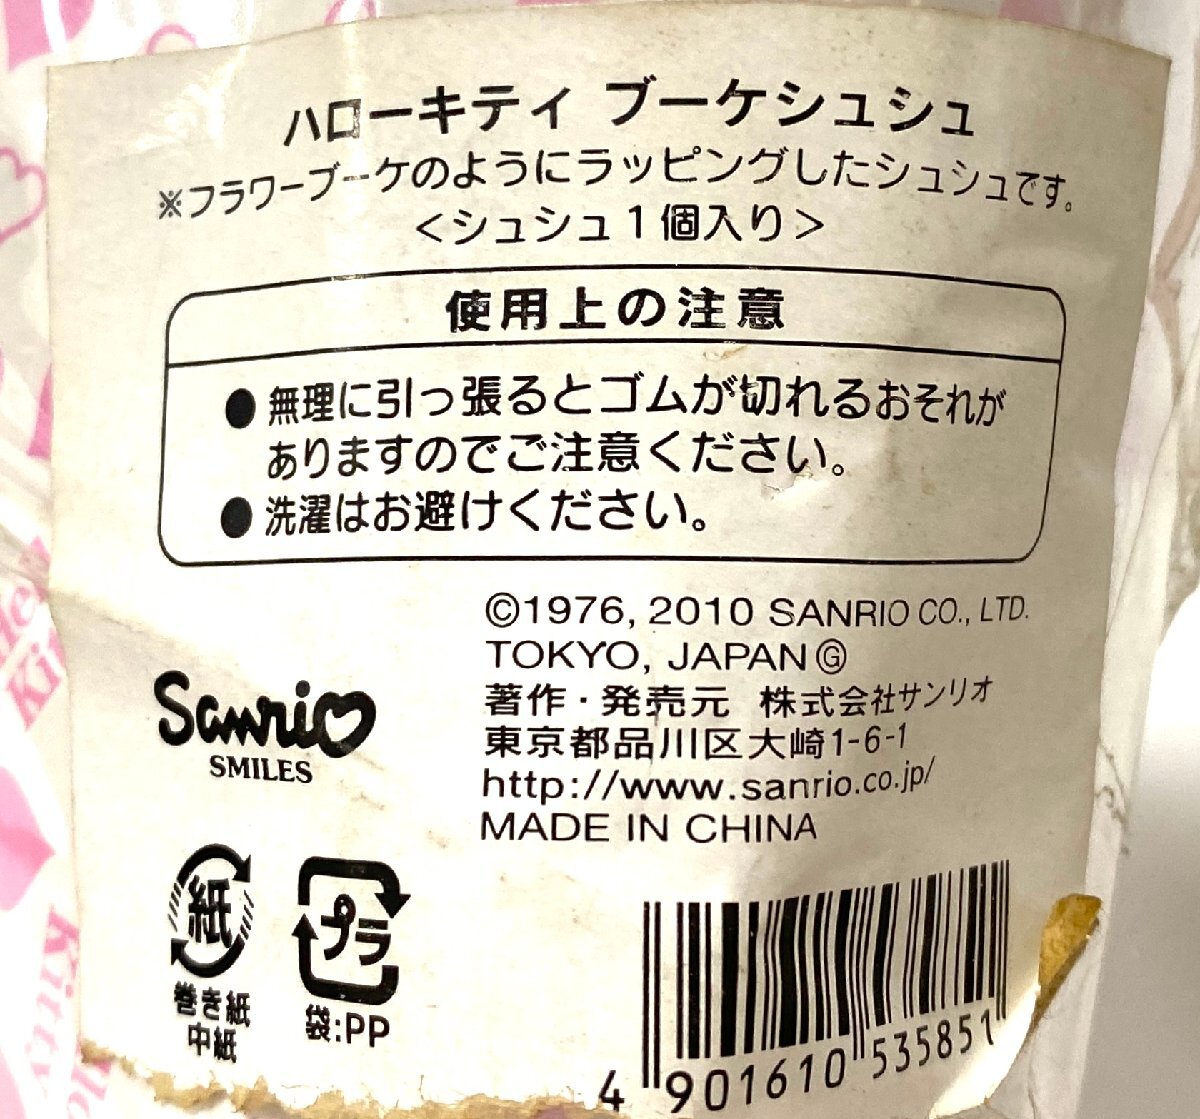 ハローキティ ブーケシュシュ
※フラワーブーケのようにラッピングしたシュシュです。
<シュシュ1個入り>
使用上の注意
●無理に引っ張るとゴムが切れるおそれが
ありますのでご注意ください。
●洗濯はお避けください。
©1976, 2010 SANRIO CO., LTD.
TOKYO, JAPAN Ⓖ
著作・発売元 株式会社サンリオ
東京都品川区大崎1-6-1
http://www.sanrio.co.jp/
MADE IN CHINA
Sanrio
SMILES
紙
巻き紙
中紙
プラ
袋:PP
4 901610 535851
Kitty